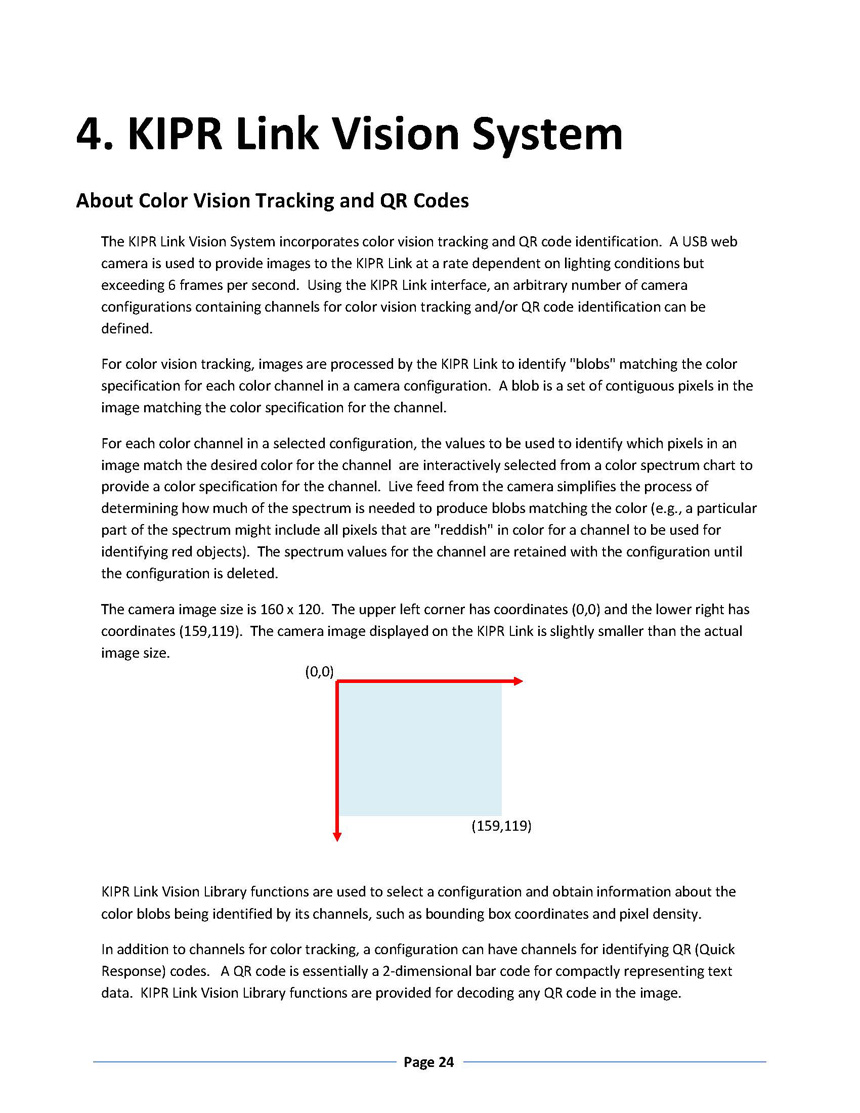 4. KIPR Link Vision System
About Color Vision Tracking and QR Codes
The KIPR Link Vision System incorporates color vision tracking and QR code identification.  A USB web
camera is used to provide images to the KIPR Link at a rate dependent on lighting conditions but
exceeding 6 frames per second.  Using the KIPR Link interface, an arbitrary number of camera
configurations containing channels for color vision tracking and/or QR code identification can be
defined.
For color vision tracking, images are processed by the KIPR Link to identify "blobs" matching the color
specification for each color channel in a camera configuration.  A blob is a set of contiguous pixels in the
image matching the color specification for the channel.
For each color channel in a selected configuration, the values to be used to identify which pixels in an
image match the desired color for the channel  are interactively selected from a color spectrum chart to
provide a color specification for the channel.  Live feed from the camera simplifies the process of
determining how much of the spectrum is needed to produce blobs matching the color (e.g., a particular
part of the spectrum might include all pixels that are "reddish" in color for a channel to be used for
identifying red objects).  The spectrum values for the channel are retained with the configuration until
the configuration is deleted.
The camera image size is 160 x 120.  The upper left corner has coordinates (0,0) and the lower right has
coordinates (159,119).  The camera image displayed on the KIPR Link is slightly smaller than the actual
image size.
(0,0)
(159,119)
KIPR Link Vision Library functions are used to select a configuration and obtain information about the
color blobs being identified by its channels, such as bounding box coordinates and pixel density.
In addition to channels for color tracking, a configuration can have channels for identifying QR (Quick
Response) codes.   A QR code is essentially a 2-dimensional bar code for compactly representing text
data.  KIPR Link Vision Library functions are provided for decoding any QR code in the image.
Page 24